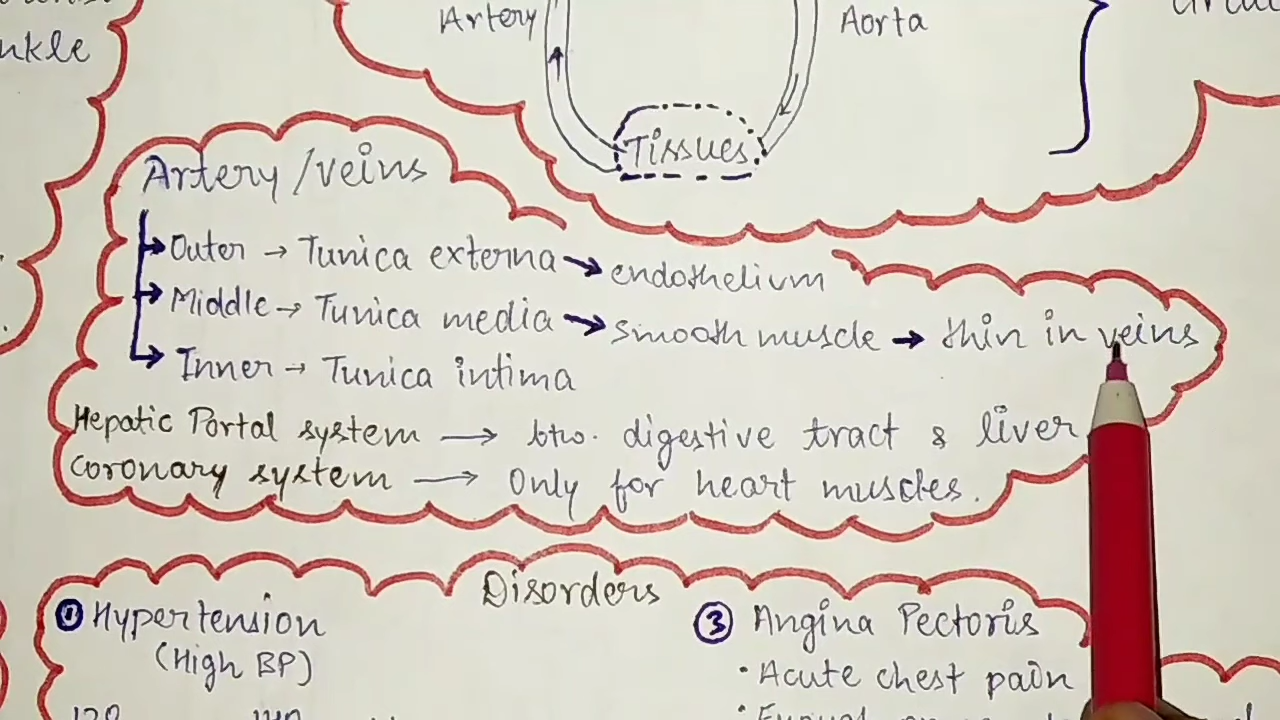 nkle
Artery
Aorta
Tissues
Artery/veins
Outer → Tunica externa → endothelium
Middle → Tunica media → smooth muscle → thin in veins
Inner → Tunica intima
Hepatic Portal system → btw. digestive tract & liver
Coronary system → Only for heart muscles.
Disorders
① Hypertension
(High BP)
③ Angina Pectoris
• Acute chest pain